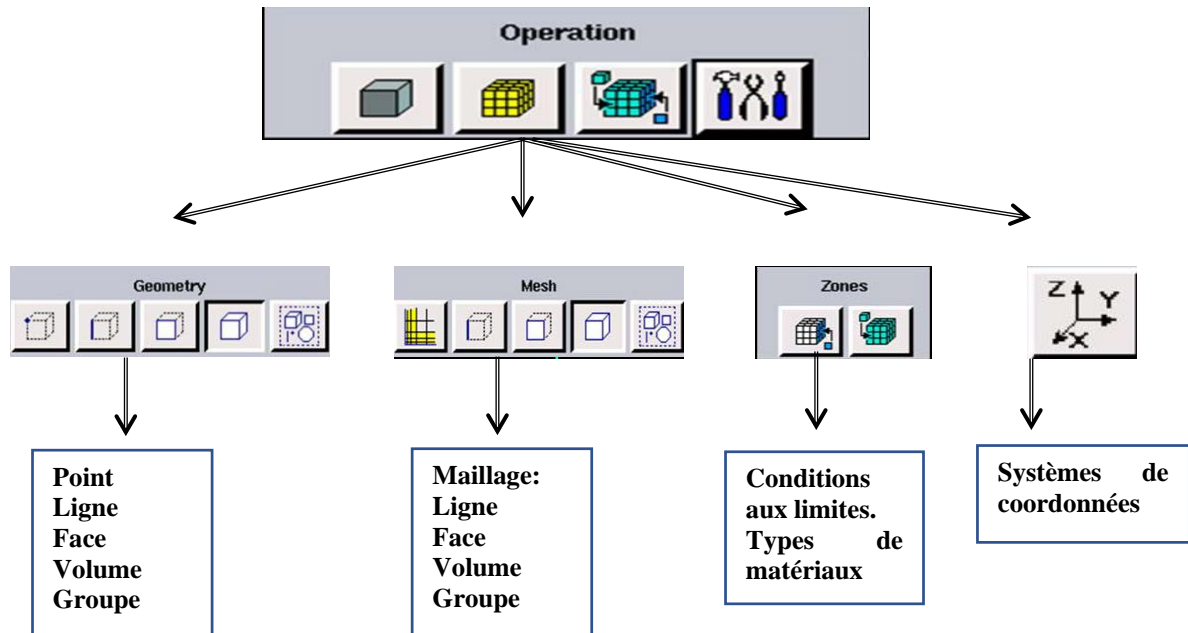 Operation
Geometry
Mesh
Zones
Z
Y
X
Point
Ligne
Face
Volume
Groupe
Maillage:
Ligne
Face
Volume
Groupe
Conditions
aux limites.
Types de
matériaux
Systèmes de
coordonnées